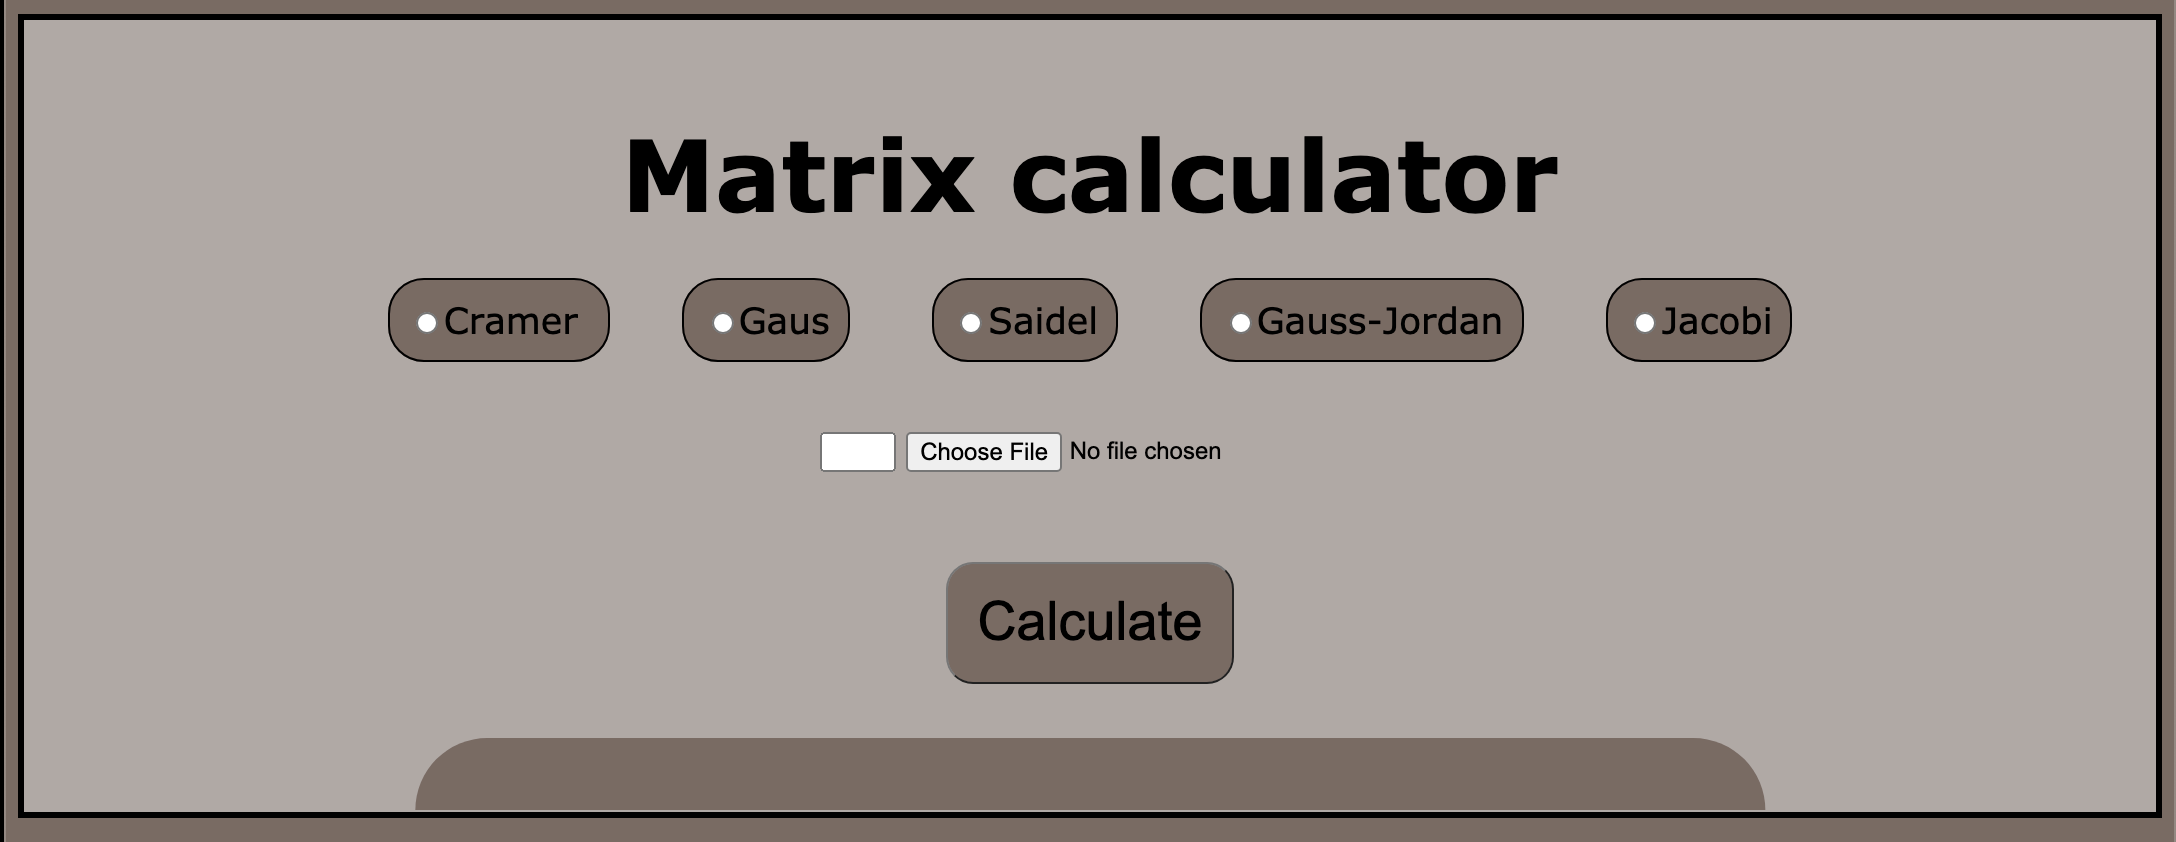 Matrix calculator
Cramer Gaus Saidel Gauss-Jordan Jacobi
Choose File No file chosen
Calculate